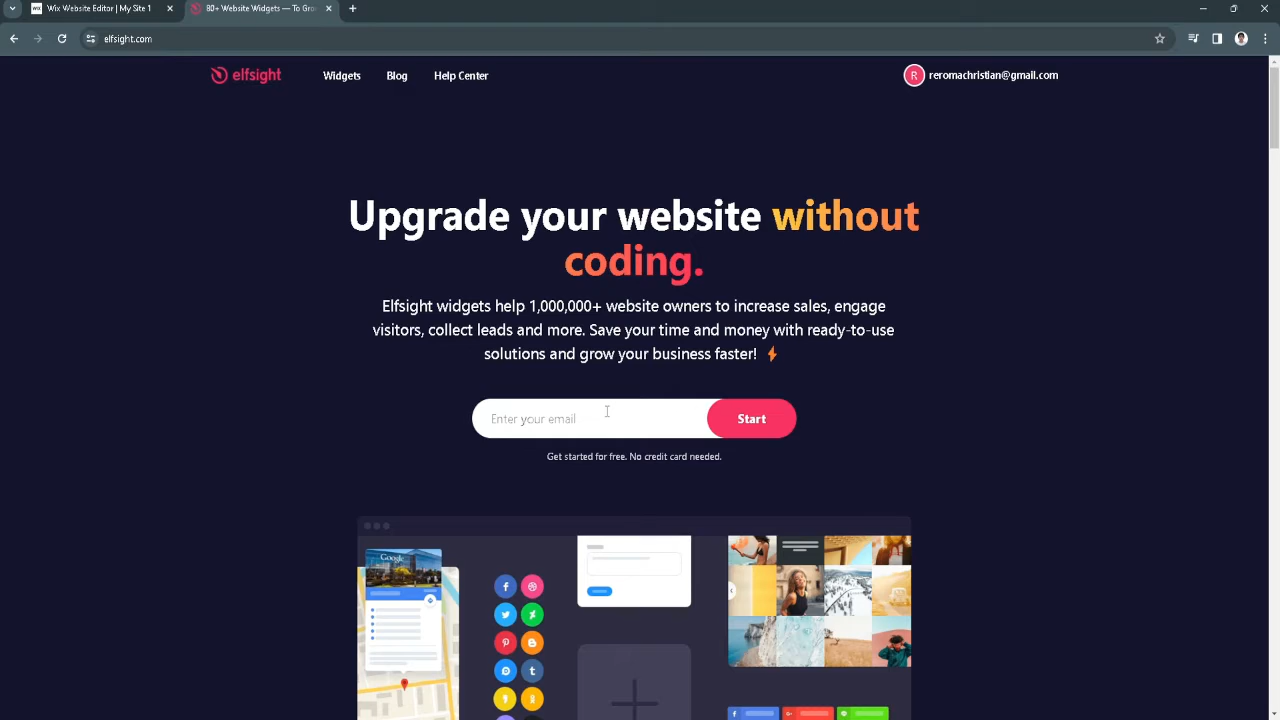 Wix Website Editor | My Site 1
80+ Website Widgets — To Gro
elfsight.com
elfsight
Widgets
Blog
Help Center
R
reromachristian@gmail.com
Upgrade your website without
coding.
Elfsight widgets help 1,000,000+ website owners to increase sales, engage
visitors, collect leads and more. Save your time and money with ready-to-use
solutions and grow your business faster!
Enter your email
Start
Get started for free. No credit card needed.
Google